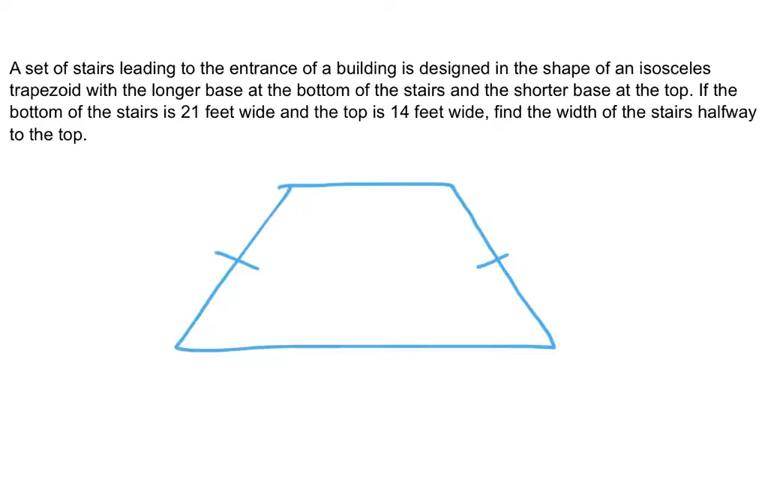 A set of stairs leading to the entrance of a building is designed in the shape of an isosceles
trapezoid with the longer base at the bottom of the stairs and the shorter base at the top. If the
bottom of the stairs is 21 feet wide and the top is 14 feet wide, find the width of the stairs halfway
to the top.